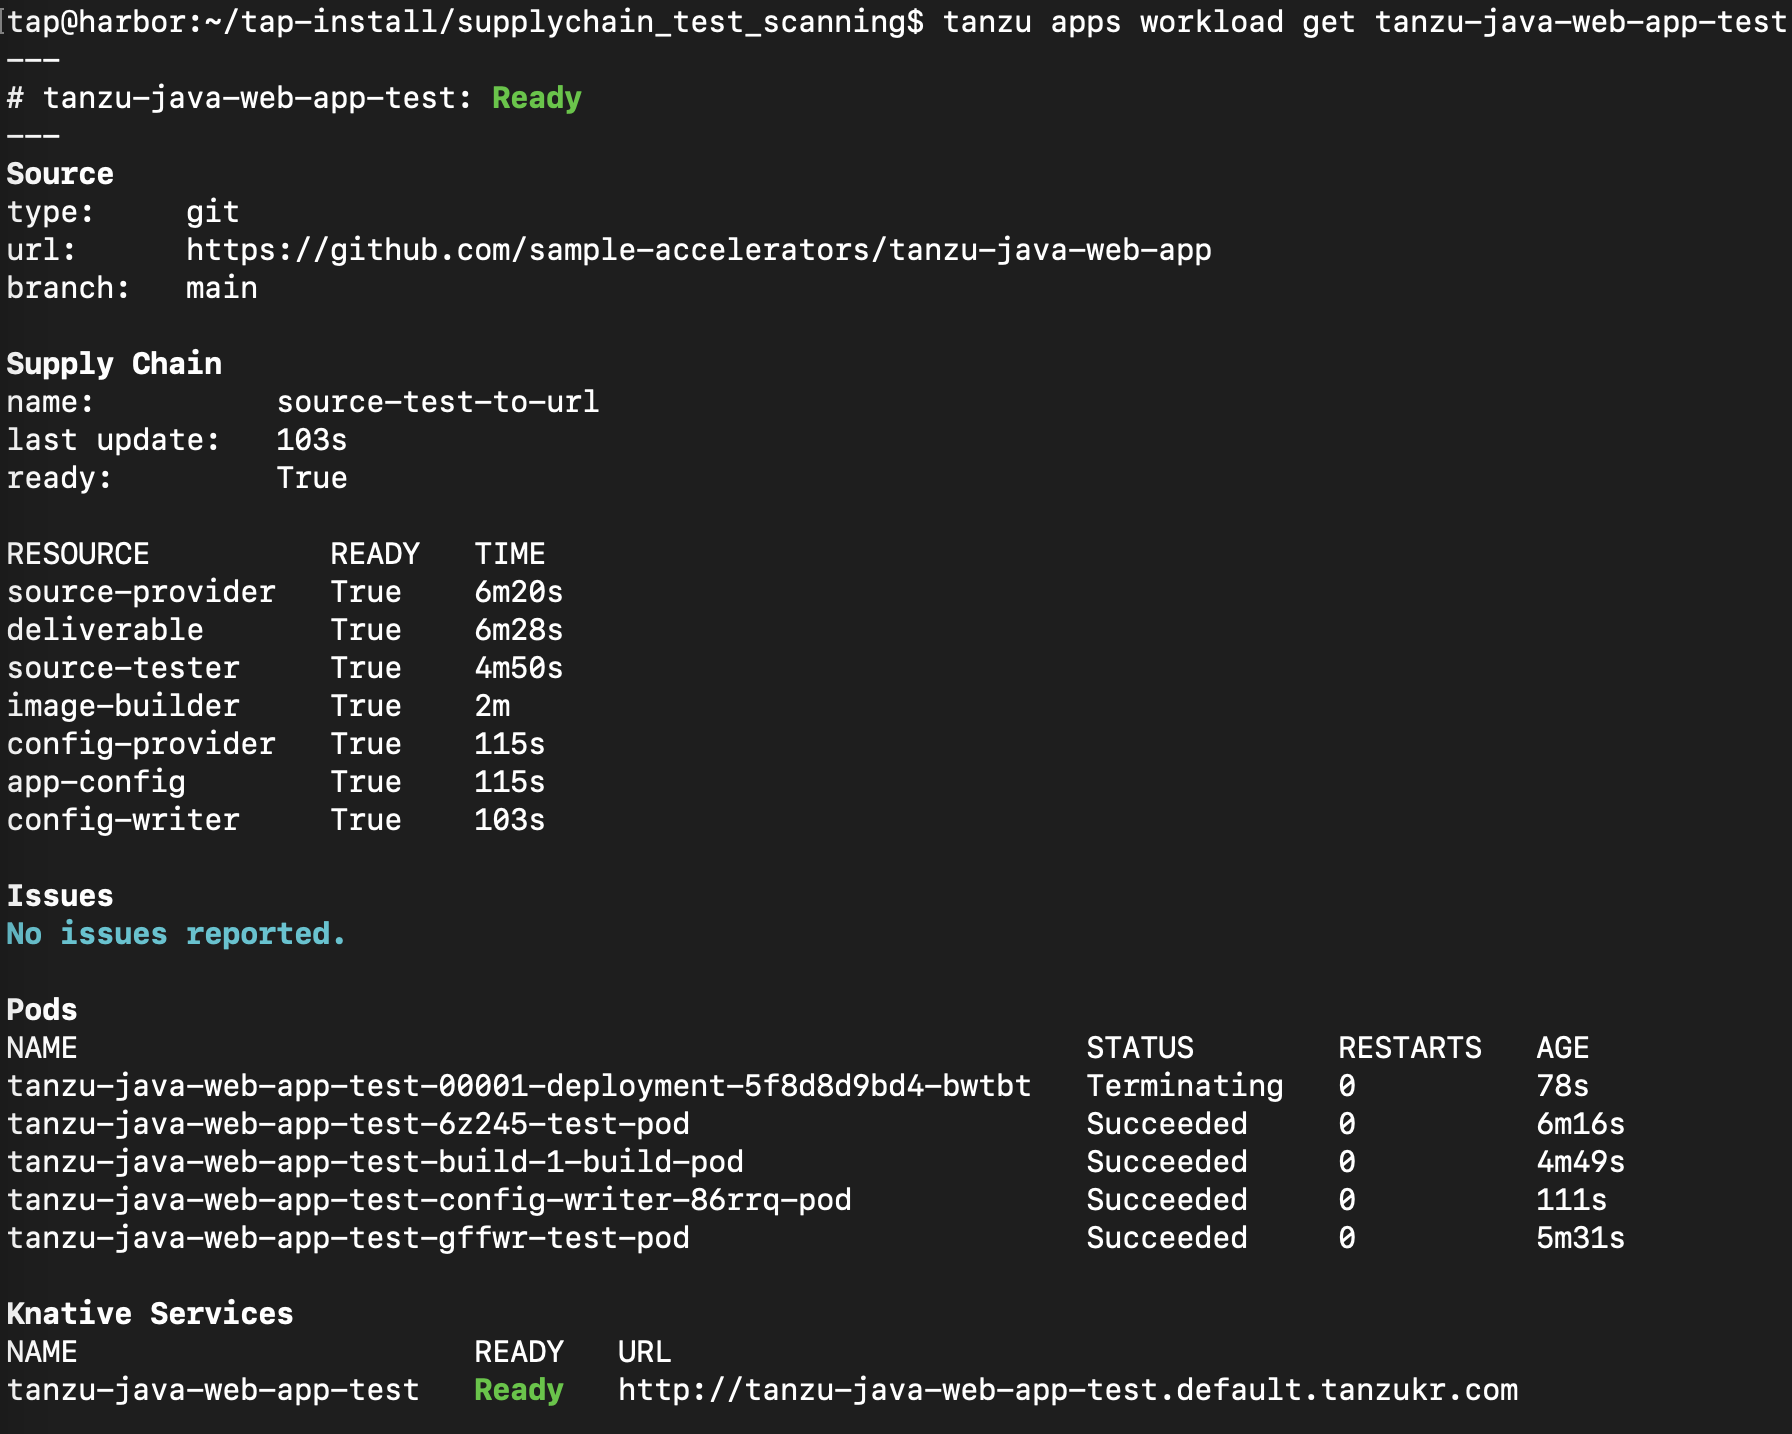 tap@harbor:~/tap-install/supplychain_test_scanning$ tanzu apps workload get tanzu-java-web-app-test
---
# tanzu-java-web-app-test: Ready
---
Source
type:     git
url:      https://github.com/sample-accelerators/tanzu-java-web-app
branch:   main

Supply Chain
name:          source-test-to-url
last update:   103s
ready:         True

RESOURCE          READY   TIME
source-provider   True    6m20s
deliverable       True    6m28s
source-tester     True    4m50s
image-builder     True    2m
config-provider   True    115s
app-config        True    115s
config-writer     True    103s

Issues
No issues reported.

Pods
NAME                                                        STATUS        RESTARTS   AGE
tanzu-java-web-app-test-00001-deployment-5f8d8d9bd4-bwtbt   Terminating   0          78s
tanzu-java-web-app-test-6z245-test-pod                      Succeeded     0          6m16s
tanzu-java-web-app-test-build-1-build-pod                   Succeeded     0          4m49s
tanzu-java-web-app-test-config-writer-86rrq-pod             Succeeded     0          111s
tanzu-java-web-app-test-gffwr-test-pod                      Succeeded     0          5m31s

Knative Services
NAME                      READY   URL
tanzu-java-web-app-test   Ready   http://tanzu-java-web-app-test.default.tanzukr.com